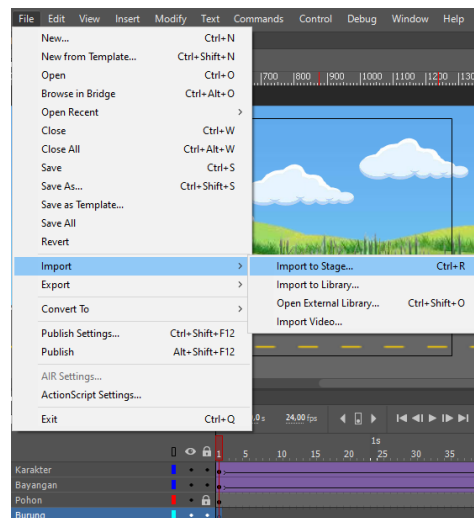 File Edit View Insert Modify Text Commands Control Debug Window Help
New... Ctrl+N
New from Template... Ctrl+Shift+N
Open Ctrl+O
Browse in Bridge Ctrl+Alt+O
Open Recent >
Close Ctrl+W
Close All Ctrl+Alt+W
Save Ctrl+S
Save As... Ctrl+Shift+S
Save as Template...
Save All
Revert
Import >
Export >
Convert To >
Publish Settings... Ctrl+Shift+F12
Publish Alt+Shift+F12
AIR Settings...
ActionScript Settings...
Exit Ctrl+Q
700 800 900 1000 1100 1200
Import to Stage... Ctrl+R
Import to Library...
Open External Library... Ctrl+Shift+O
Import Video...
24,00 fps
1s
1 5 10 15 20 25 30 35
Karakter
Bayangan
Pohon
Burung